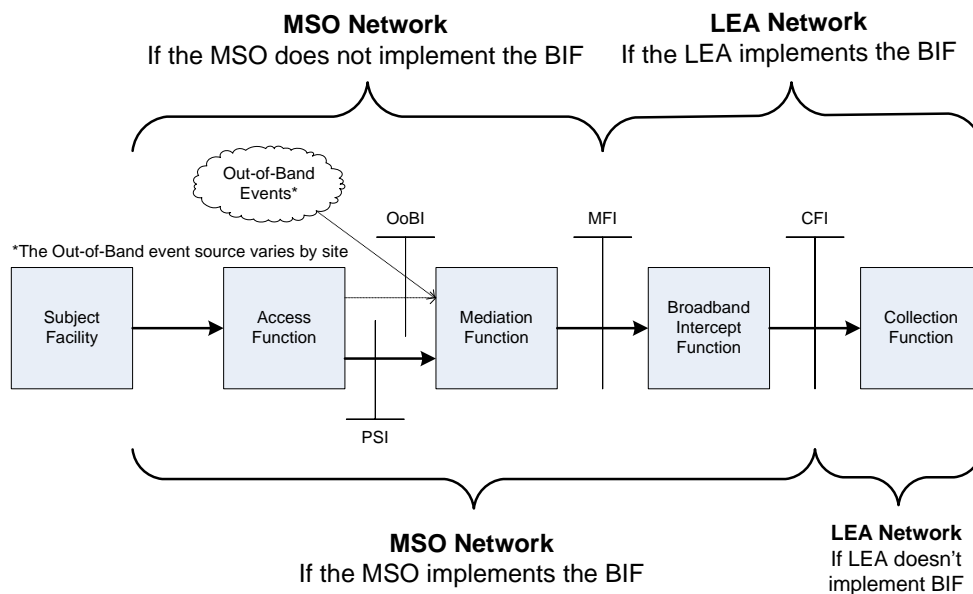 MSO Network
If the MSO does not implement the BIF
LEA Network
If the LEA implements the BIF
Out-of-Band
Events*
OoBI
MFI
CFI
*The Out-of-Band event source varies by site
Subject
Facility
Access
Function
Mediation
Function
Broadband
Intercept
Function
Collection
Function
PSI
MSO Network
If the MSO implements the BIF
LEA Network
If LEA doesn't
implement BIF